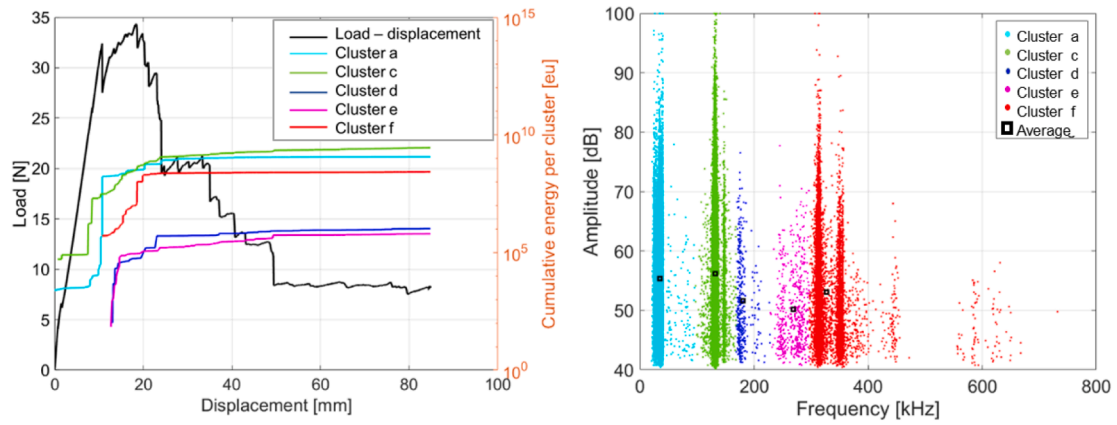 35
30
25
20
15
10
5
0
Load [N]
0
20
40
60
80
100
Displacement [mm]
10^15
10^10
10^5
10^0
Cumulative energy per cluster [eu]
Load – displacement
Cluster a
Cluster c
Cluster d
Cluster e
Cluster f
100
90
80
70
60
50
40
Amplitude [dB]
0
200
400
600
800
Frequency [kHz]
Cluster a
Cluster c
Cluster d
Cluster e
Cluster f
Average